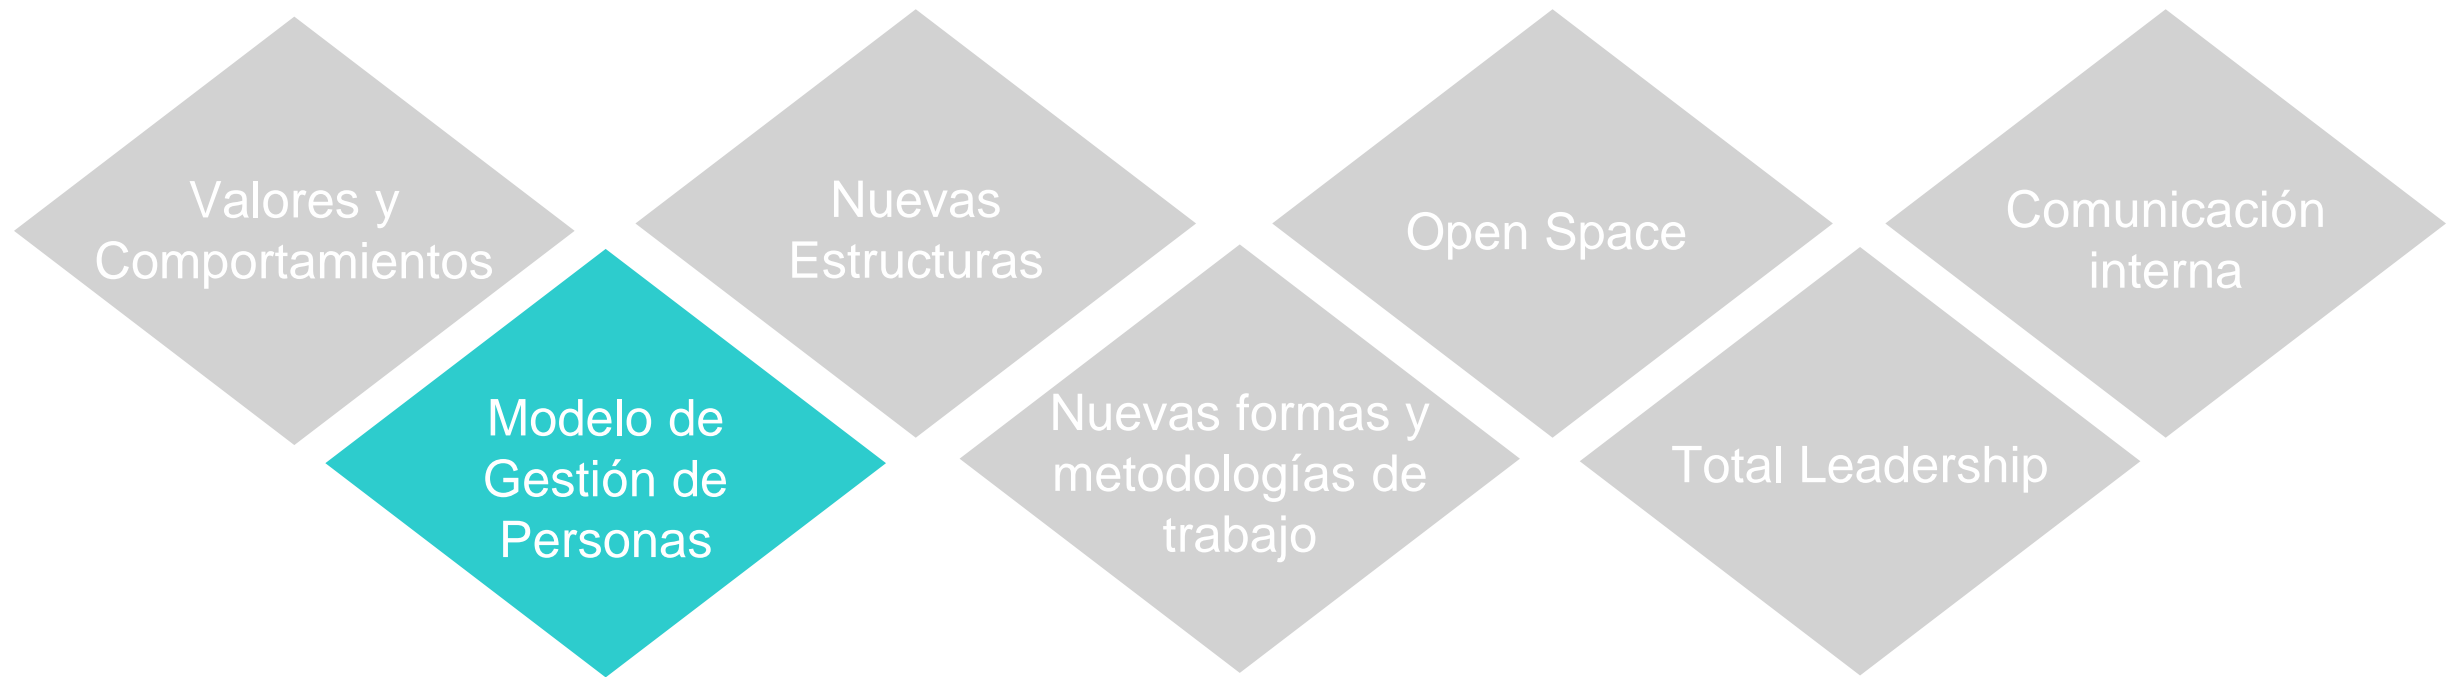 Valores y
Comportamientos
Modelo de
Gestión de
Personas
Nuevas
Estructuras
Nuevas formas y
metodologías de
trabajo
Open Space
Total Leadership
Comunicación
interna